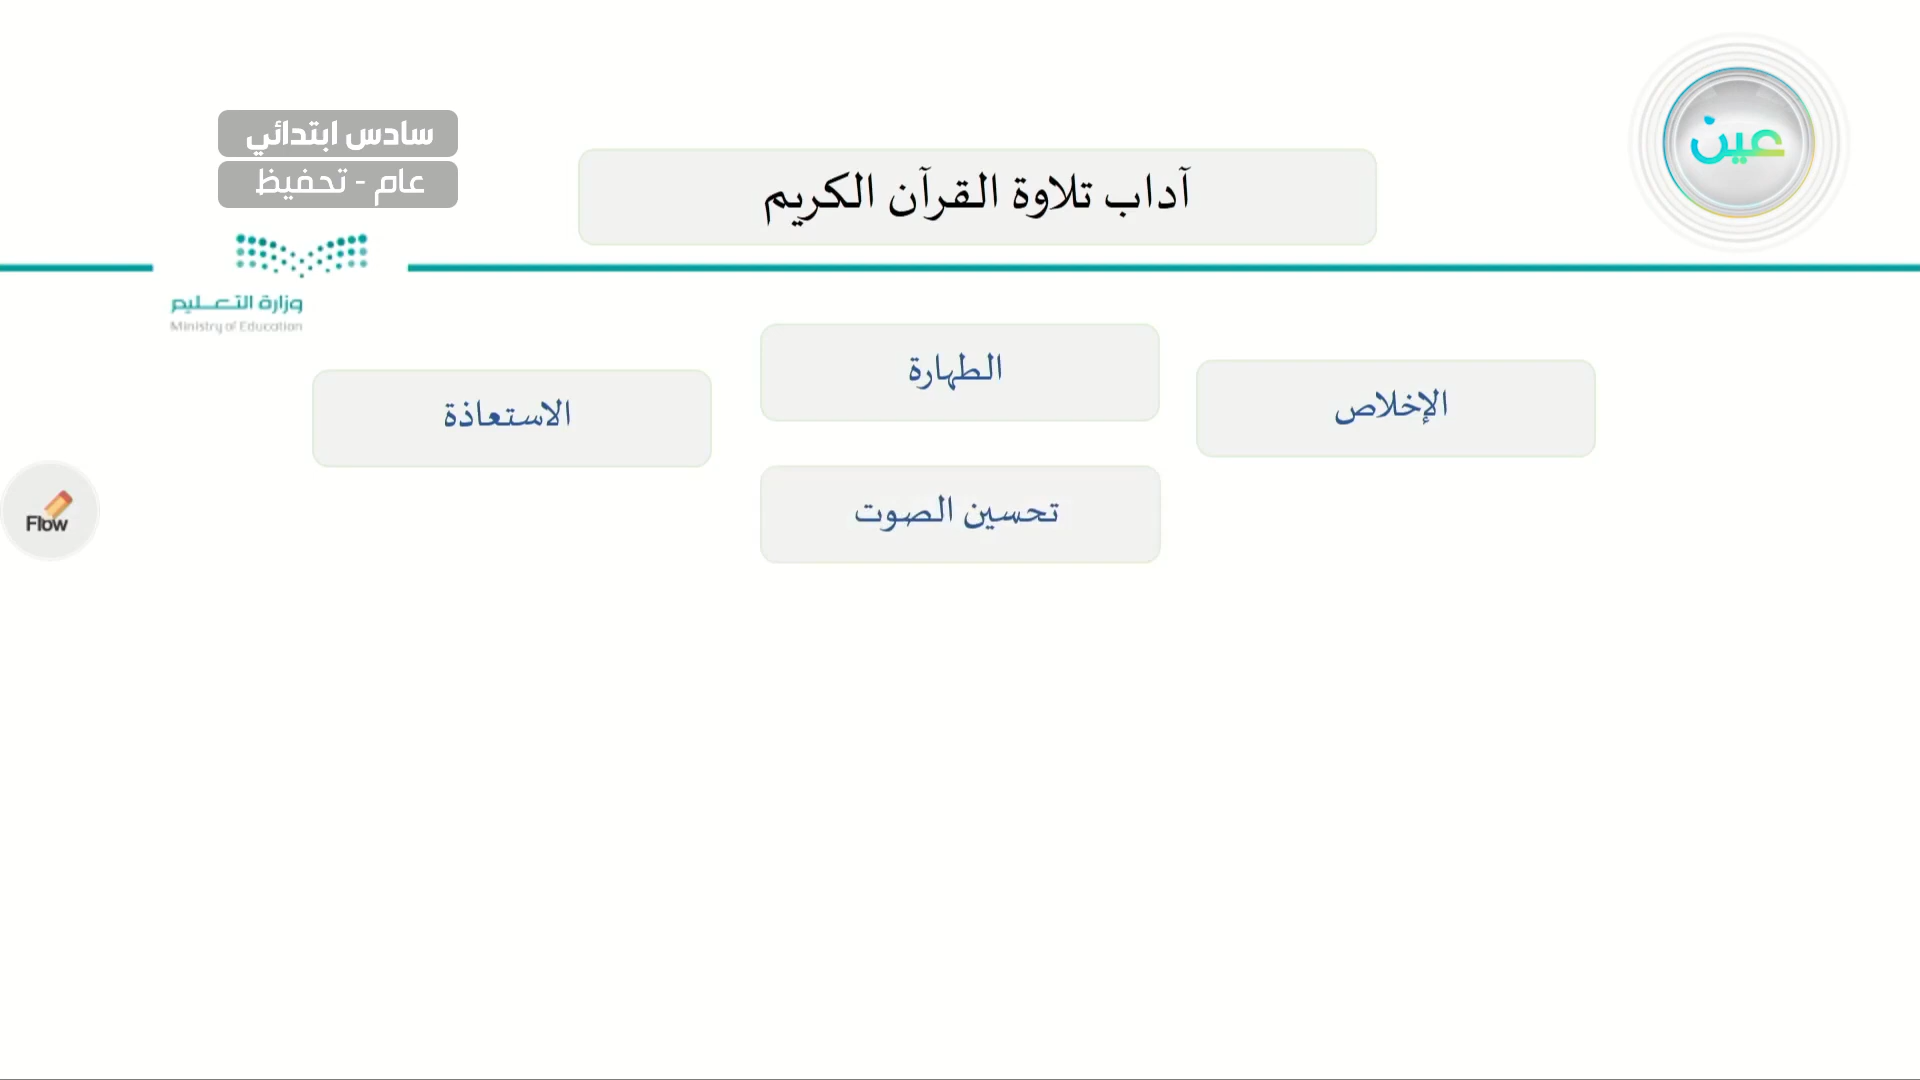 عين
سادس ابتدائي
عام - تحفيظ
آداب تلاوة القرآن الكريم
وزارة التعليم
Ministry of Education
الإخلاص
الطهارة
الاستعاذة
تحسين الصوت
Flow